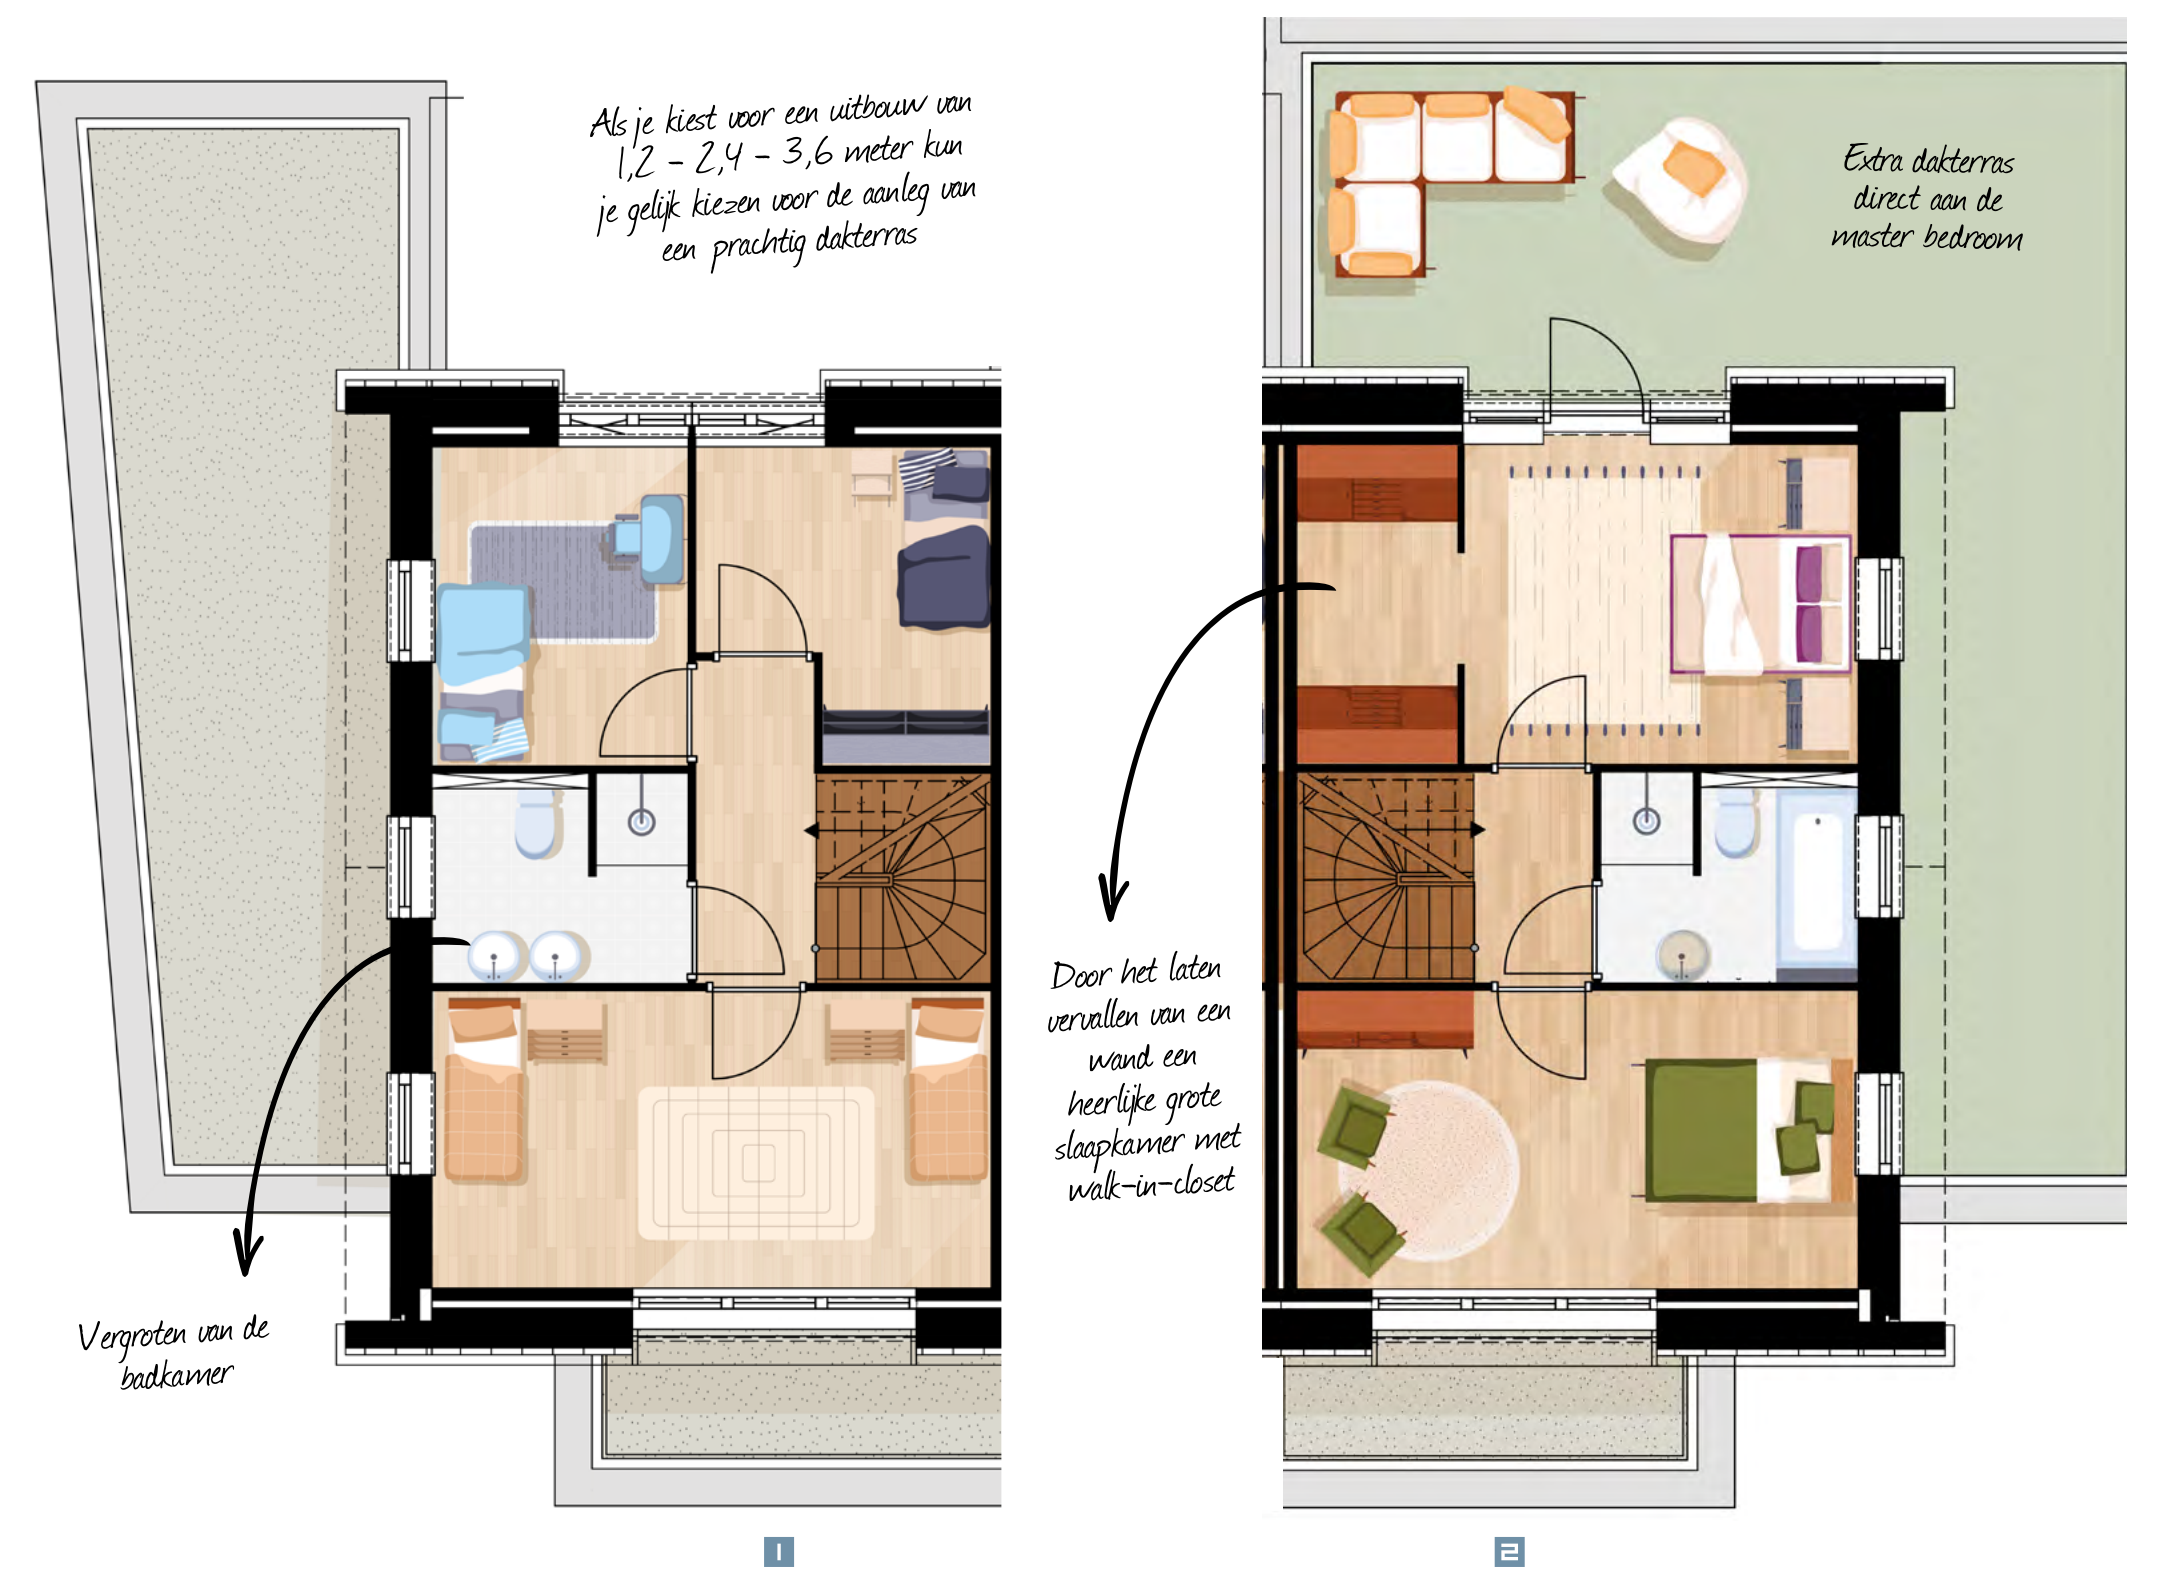 Als je kiest voor een uitbouw van
1,2 - 2,4 - 3,6 meter kun
je gelijk kiezen voor de aanleg van
een prachtig dakterras
Extra dakterras
direct aan de
master bedroom
Door het laten
vervallen van een
wand een
heerlijke grote
slaapkamer met
walk-in-closet
Vergroten van de
badkamer
1
2